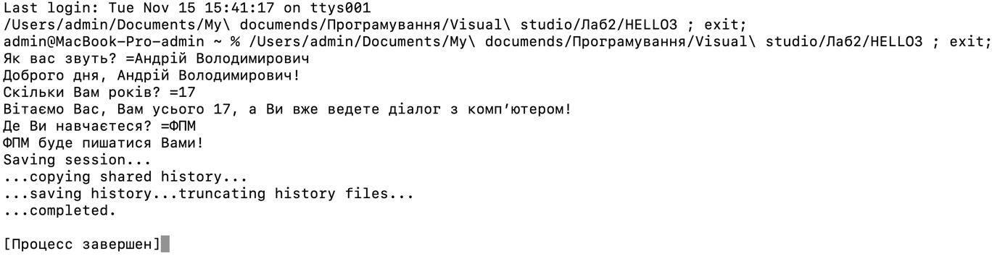 Last login: Tue Nov 15 15:41:17 on ttys001
/Users/admin/Documents/My\ documends/Програмування/Visual\ studio/Лаб2/HELLO3 ; exit;
admin@MacBook-Pro-admin ~ % /Users/admin/Documents/My\ documends/Програмування/Visual\ studio/Лаб2/HELLO3 ; exit;
Як вас звуть? =Андрій Володимирович
Доброго дня, Андрій Володимирович!
Скільки Вам років? =17
Вітаємо Вас, Вам усього 17, а Ви вже ведете діалог з комп’ютером!
Де Ви навчаєтеся? =ФПМ
ФПМ буде пишатися Вами!
Saving session...
...copying shared history...
...saving history...truncating history files...
...completed.
[Процесс завершен]